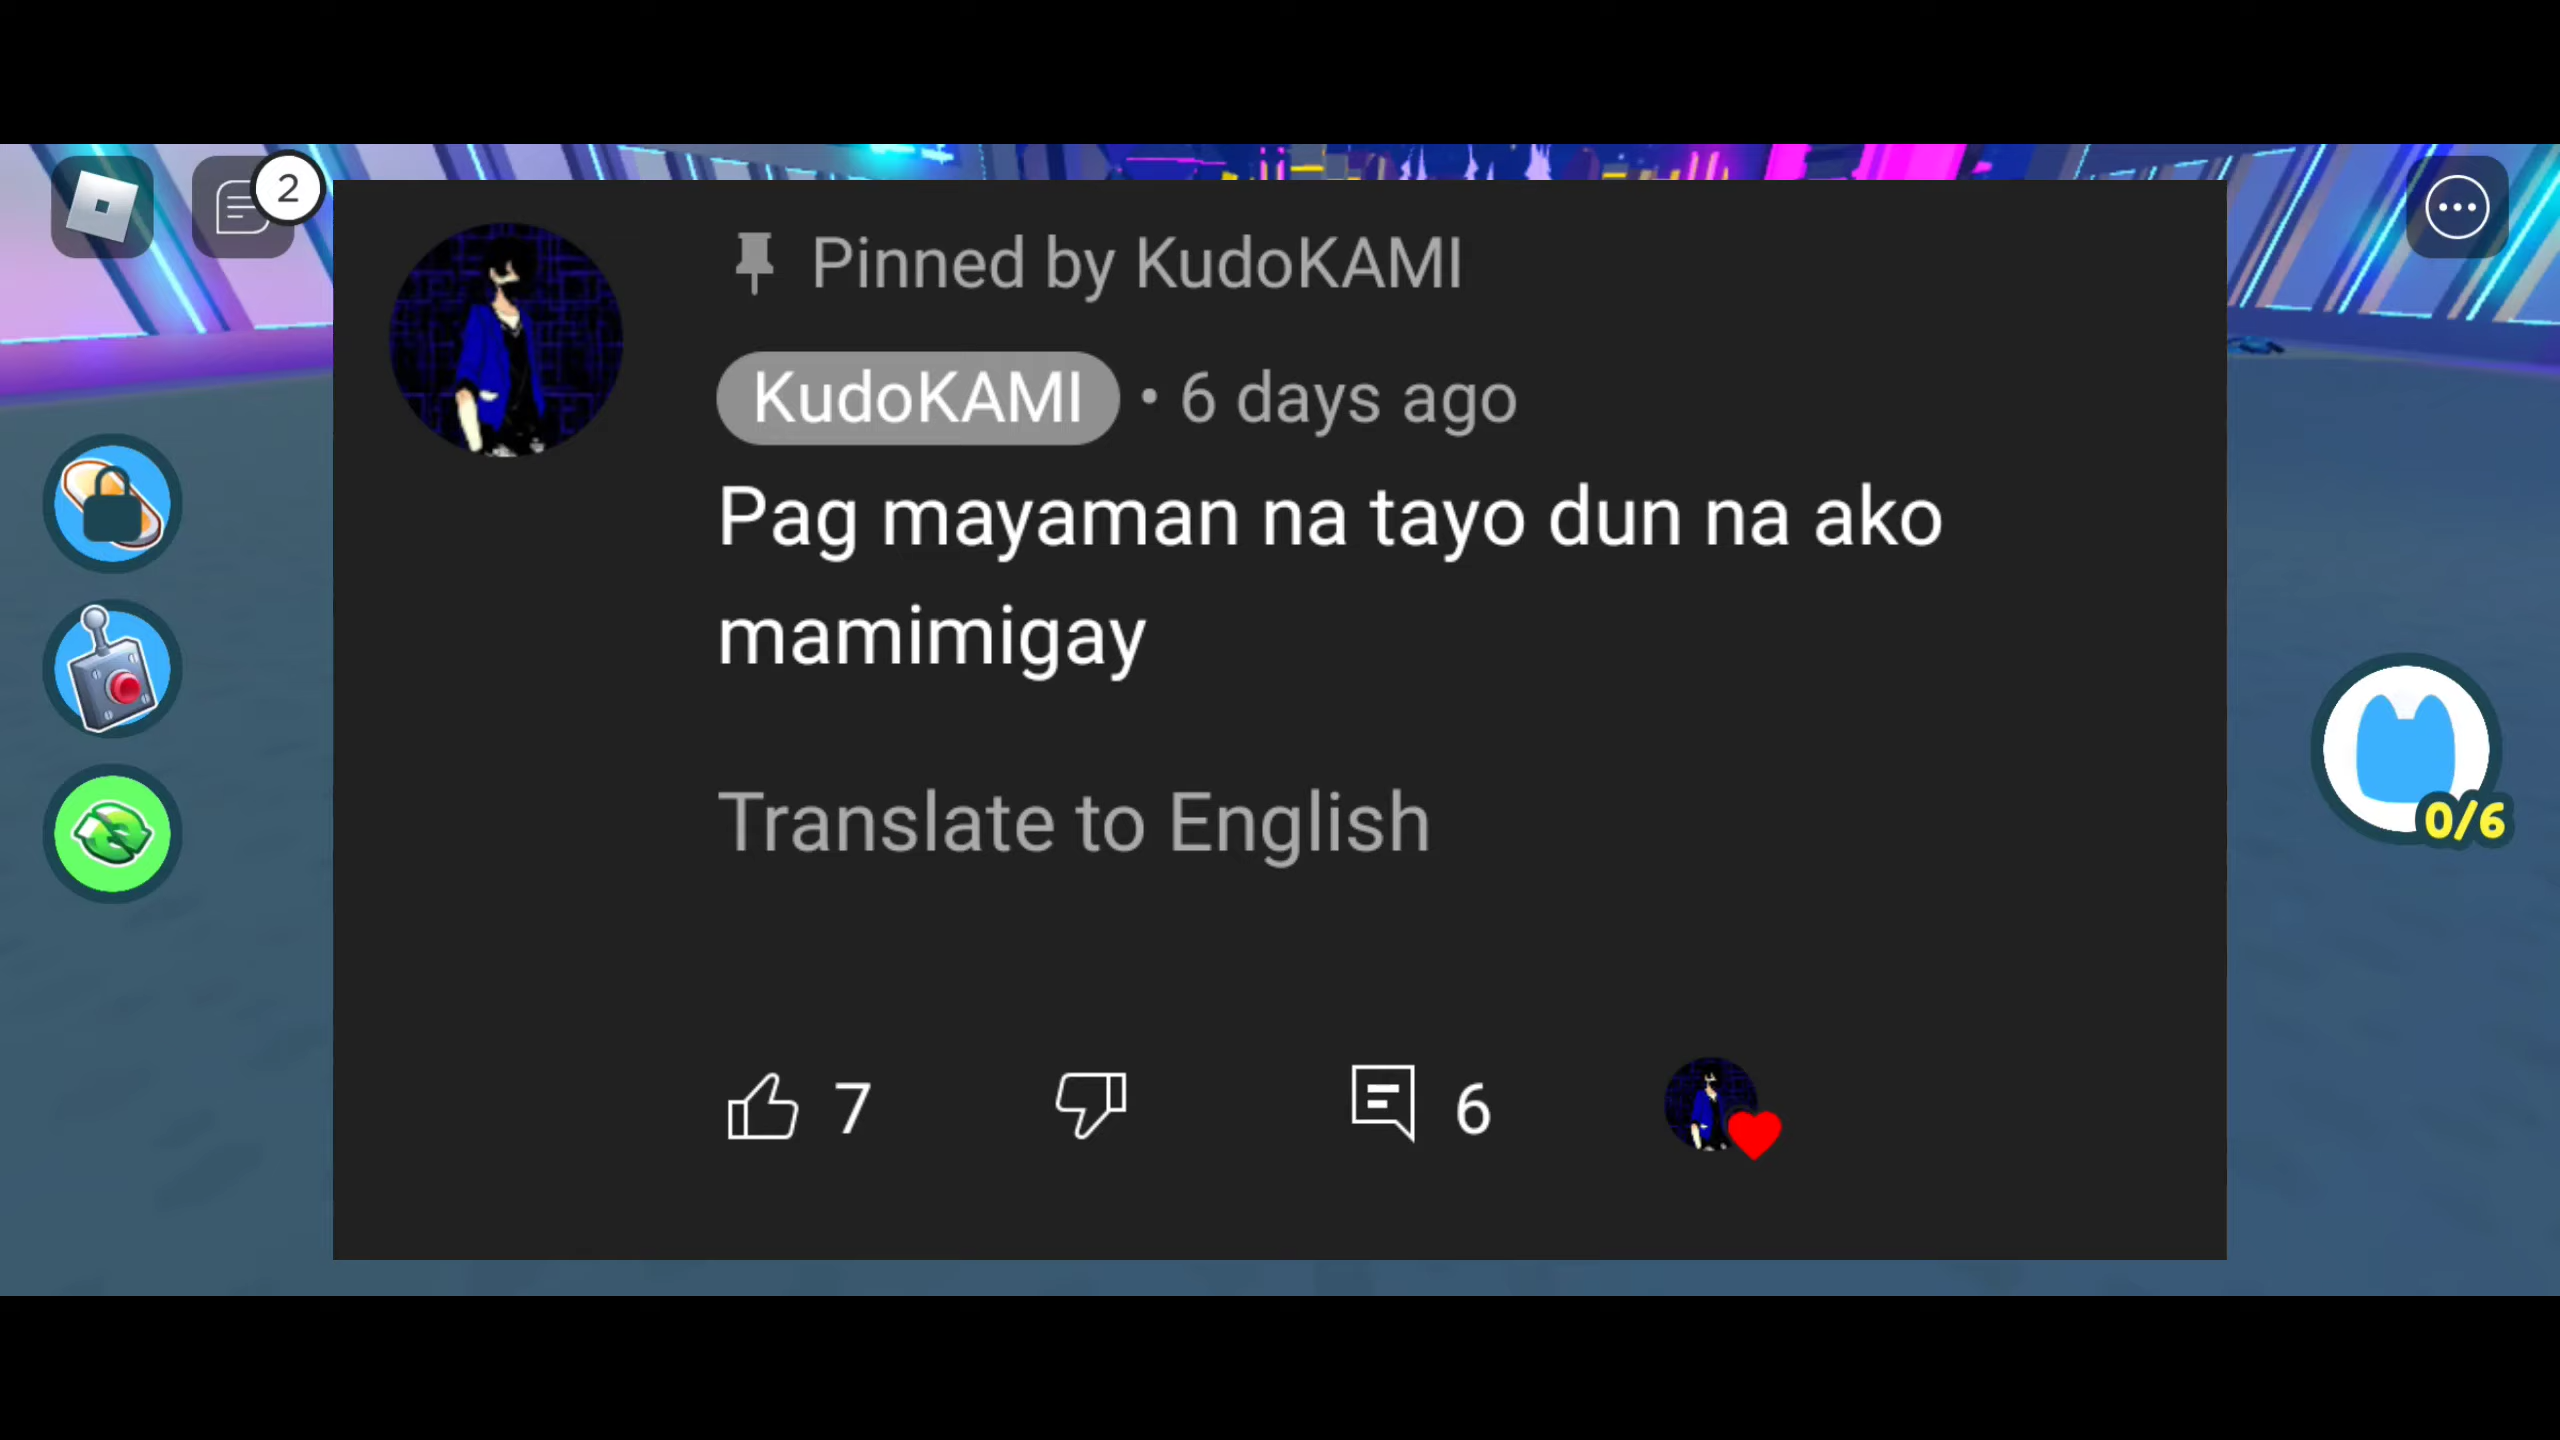 2
Pinned by KudoKAMI
KudoKAMI • 6 days ago
Pag mayaman na tayo dun na ako
mamimigay
Translate to English
7
6
0/6